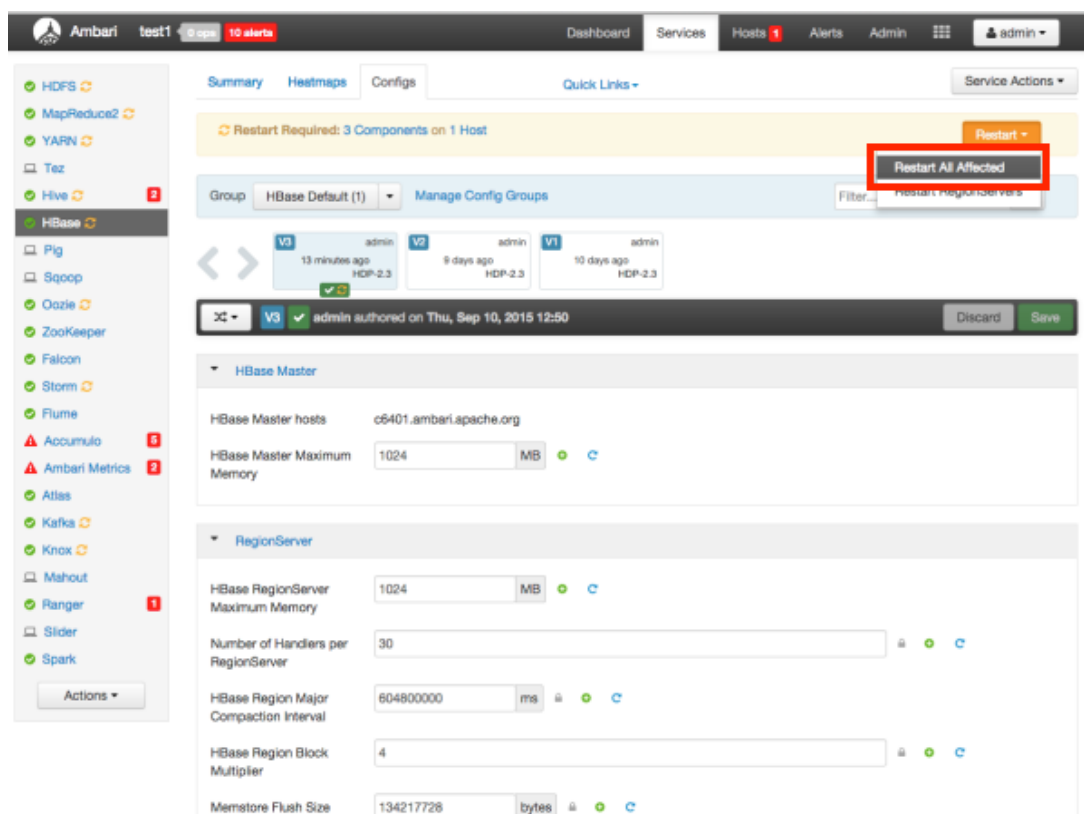 Ambari test1 0 ops 10 alerts Dashboard Services Hosts 1 Alerts Admin admin
HDFS
MapReduce2
YARN
Tez
Hive 2
HBase
Pig
Sqoop
Oozie
ZooKeeper
Falcon
Storm
Flume
Accumulo 5
Ambari Metrics 2
Atlas
Kafka
Knox
Mahout
Ranger 1
Slider
Spark
Actions
Summary Heatmaps Configs Quick Links Service Actions
Restart Required: 3 Components on 1 Host Restart
Restart All Affected
Restart RegionServers
Group HBase Default (1) Manage Config Groups Filter...
V3 admin
13 minutes ago
HDP-2.3
V2 admin
9 days ago
HDP-2.3
V1 admin
10 days ago
HDP-2.3
V3 admin authored on Thu, Sep 10, 2015 12:50 Discard Save
HBase Master
HBase Master hosts c6401.ambari.apache.org
HBase Master Maximum 1024 MB
Memory
RegionServer
HBase RegionServer 1024 MB
Maximum Memory
Number of Handlers per 30
RegionServer
HBase Region Major 604800000 ms
Compaction Interval
HBase Region Block 4
Multiplier
Memstore Flush Size 134217728 bytes